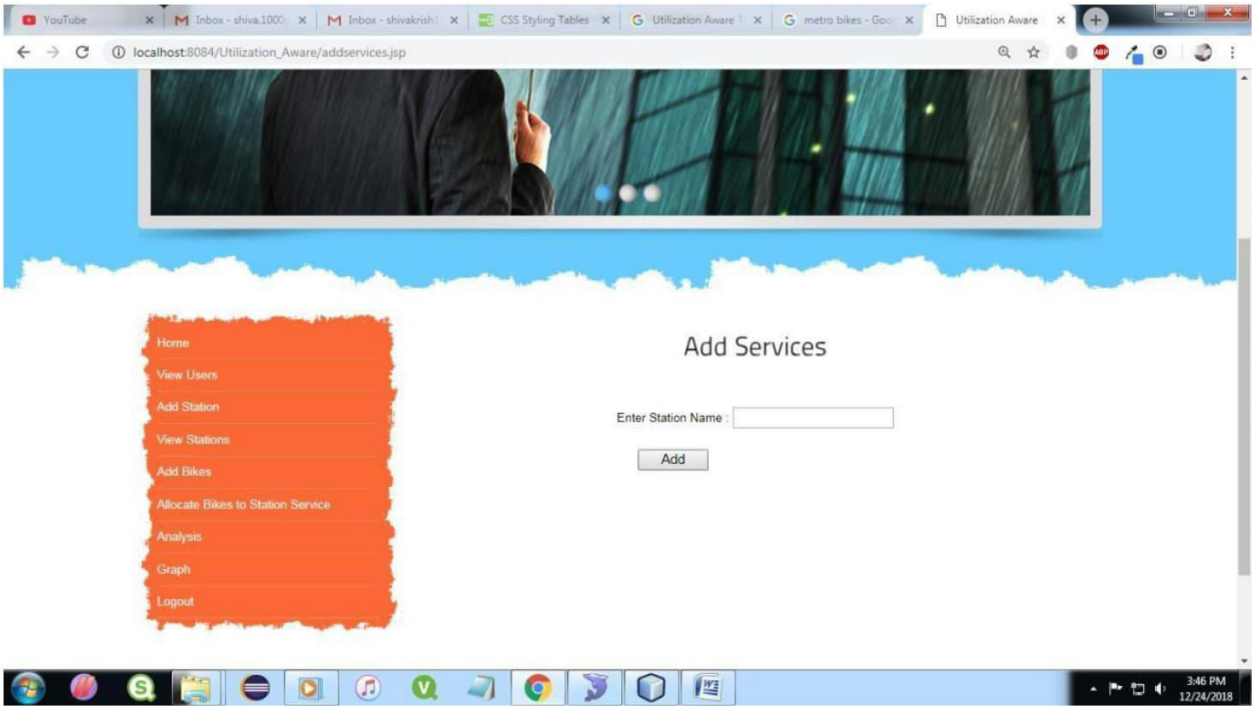 YouTube
Inbox - shiva.1000
Inbox - shivakrish1
CSS Styling Tables
Utilization Aware T
metro bikes - Goo
Utilization Aware
localhost:8084/Utilization_Aware/addservices.jsp
ABP
Home
View Users
Add Station
View Stations
Add Bikes
Allocate Bikes to Station Service
Analysis
Graph
Logout
Add Services
Enter Station Name :
Add
3:46 PM
12/24/2018